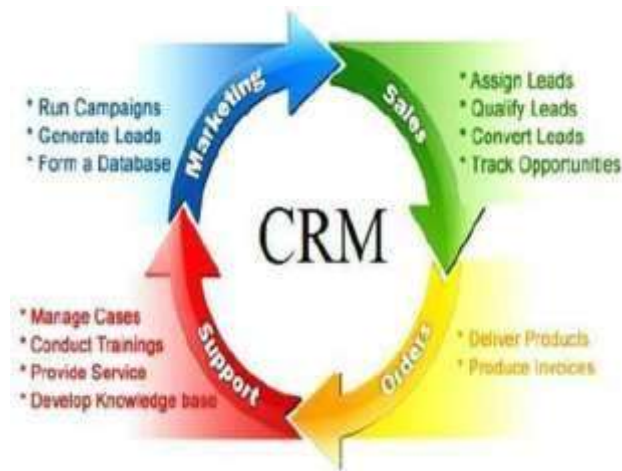 Marketing
* Run Campaigns
* Generate Leads
* Form a Database
Sales
* Assign Leads
* Qualify Leads
* Convert Leads
* Track Opportunities
CRM
Orders
* Deliver Products
* Produce Invoices
Support
* Manage Cases
* Conduct Trainings
* Provide Service
* Develop Knowledge base